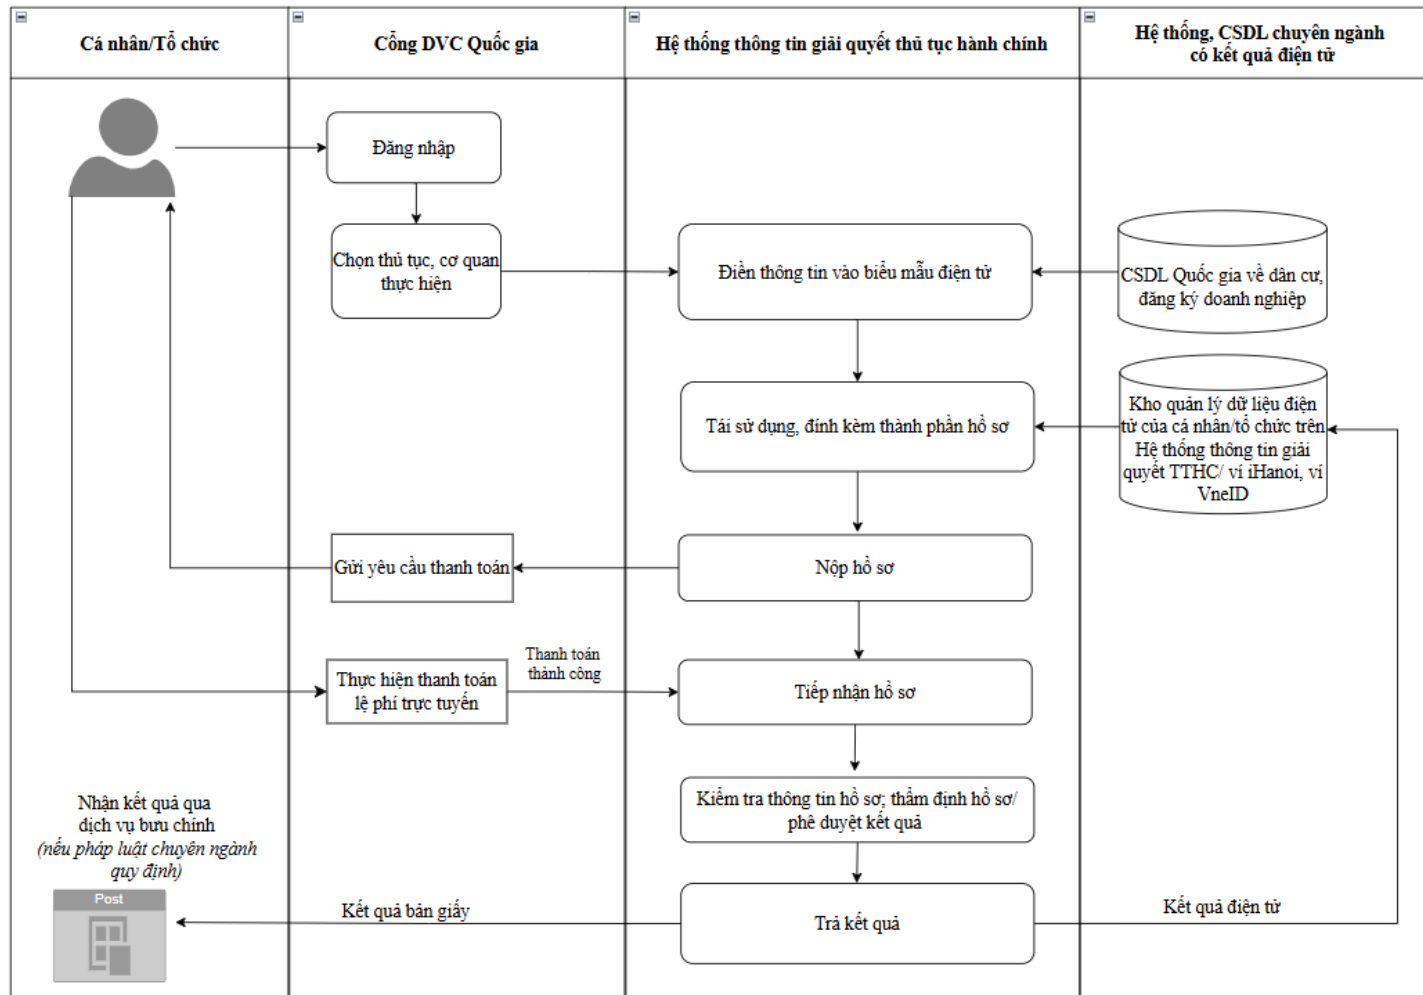 Cá nhân/Tổ chức
Cổng DVC Quốc gia
Hệ thống thông tin giải quyết thủ tục hành chính
Hệ thống, CSDL chuyên ngành
có kết quả điện tử
Đăng nhập
Chọn thủ tục, cơ quan
thực hiện
Điền thông tin vào biểu mẫu điện tử
CSDL Quốc gia về dân cư,
đăng ký doanh nghiệp
Tái sử dụng, đính kèm thành phần hồ sơ
Kho quản lý dữ liệu điện
tử của cá nhân/tổ chức trên
Hệ thống thông tin giải
quyết TTHC/ ví iHanoi, ví
VneID
Gửi yêu cầu thanh toán
Nộp hồ sơ
Thanh toán
thành công
Thực hiện thanh toán
lệ phí trực tuyến
Tiếp nhận hồ sơ
Kiểm tra thông tin hồ sơ; thẩm định hồ sơ/
phê duyệt kết quả
Nhận kết quả qua
dịch vụ bưu chính
(nếu pháp luật chuyên ngành
quy định)
Post
Kết quả bản giấy
Trả kết quả
Kết quả điện tử